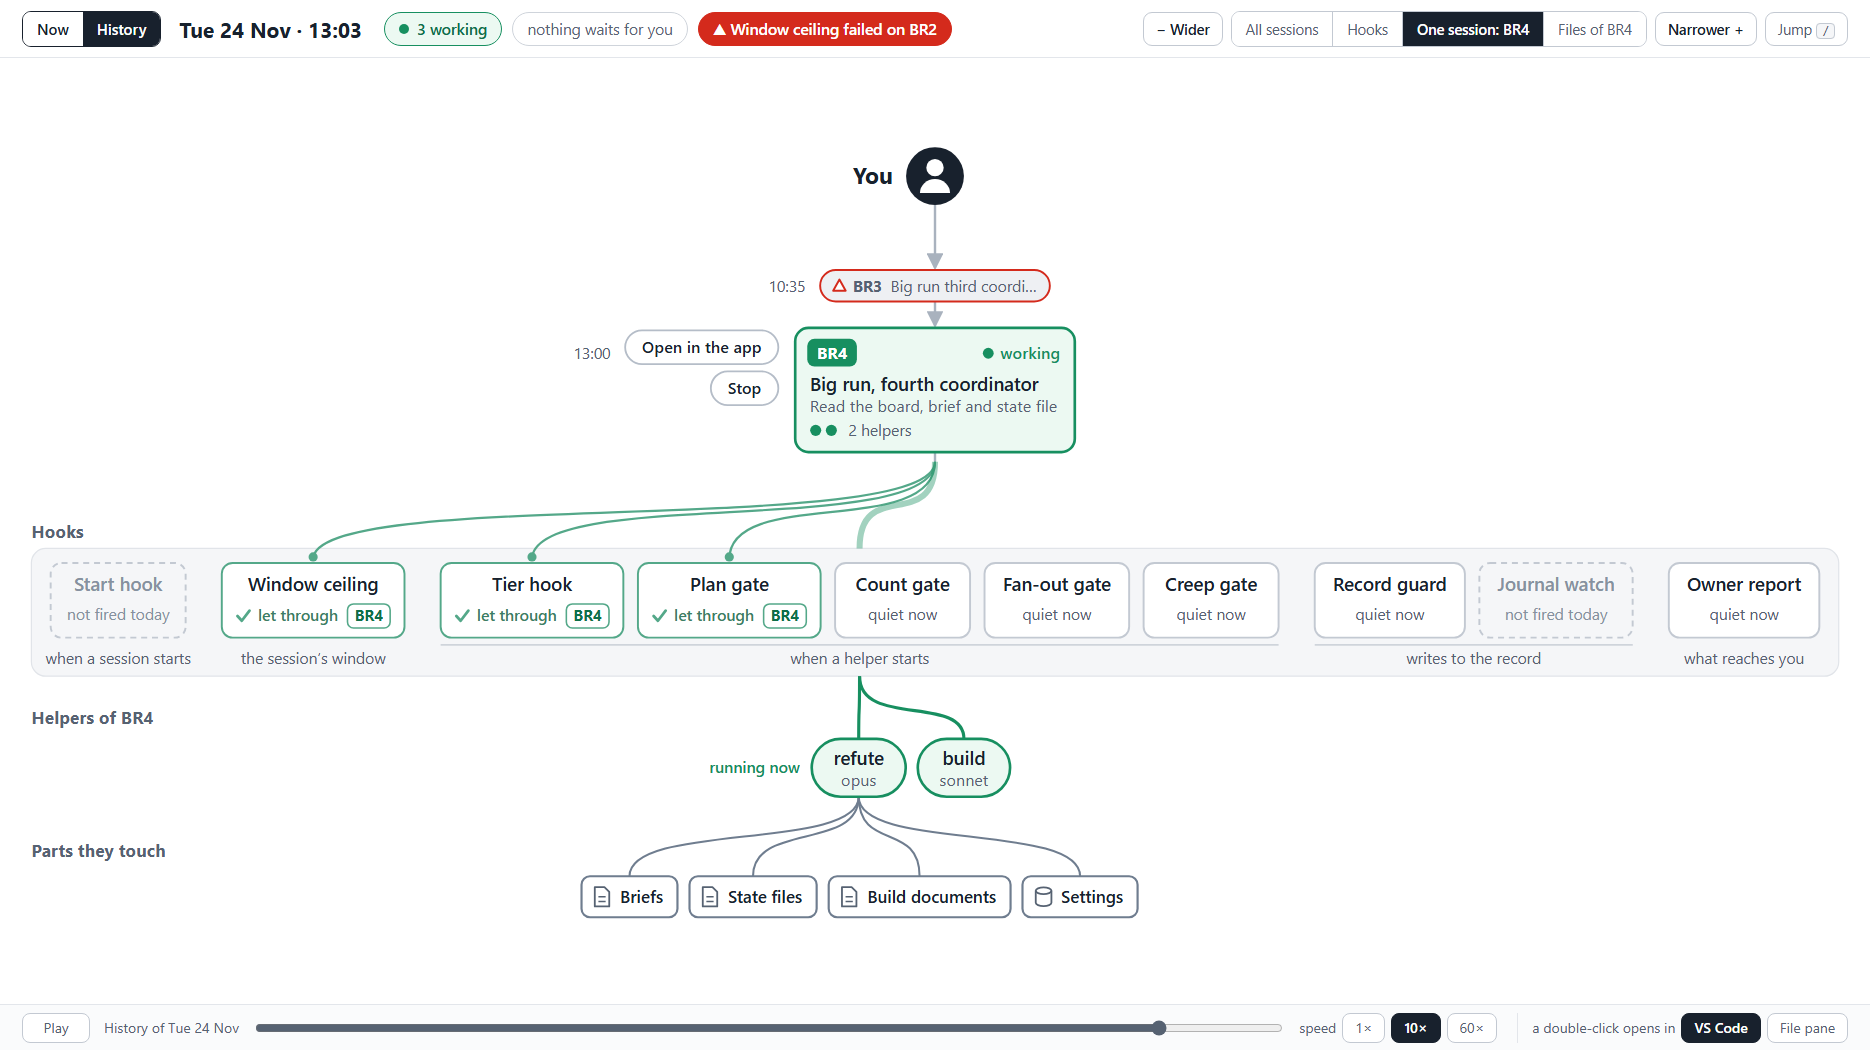 Now
History
Tue 24 Nov · 13:03
3 working
nothing waits for you
Window ceiling failed on BR2
− Wider
All sessions
Hooks
One session: BR4
Files of BR4
Narrower +
Jump /
You
10:35
BR3 Big run third coordi...
13:00
Open in the app
Stop
BR4
working
Big run, fourth coordinator
Read the board, brief and state file
2 helpers
Hooks
Start hook
not fired today
Window ceiling
let through BR4
Tier hook
let through BR4
Plan gate
let through BR4
Count gate
quiet now
Fan-out gate
quiet now
Creep gate
quiet now
Record guard
quiet now
Journal watch
not fired today
Owner report
quiet now
when a session starts
the session's window
when a helper starts
writes to the record
what reaches you
Helpers of BR4
running now
refute
opus
build
sonnet
Parts they touch
Briefs
State files
Build documents
Settings
Play
History of Tue 24 Nov
speed
1×
10×
60×
a double-click opens in
VS Code
File pane